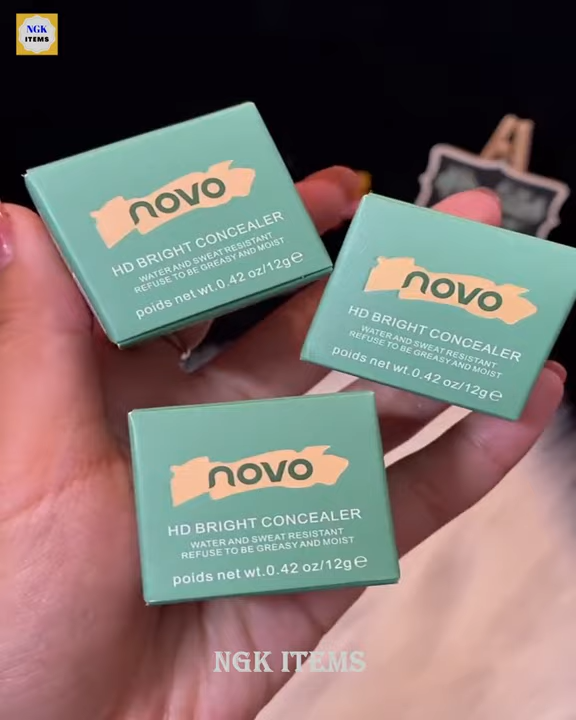 NGK
ITEMS
novo
HD BRIGHT CONCEALER
WATER AND SWEAT RESISTANT
REFUSE TO BE GREASY AND MOIST
poids net wt.0.42 oz/12g℮
novo
HD BRIGHT CONCEALER
WATER AND SWEAT RESISTANT
REFUSE TO BE GREASY AND MOIST
poids net wt.0.42 oz/12g℮
novo
HD BRIGHT CONCEALER
WATER AND SWEAT RESISTANT
REFUSE TO BE GREASY AND MOIST
poids net wt.0.42 oz/12g℮
NGK ITEMS